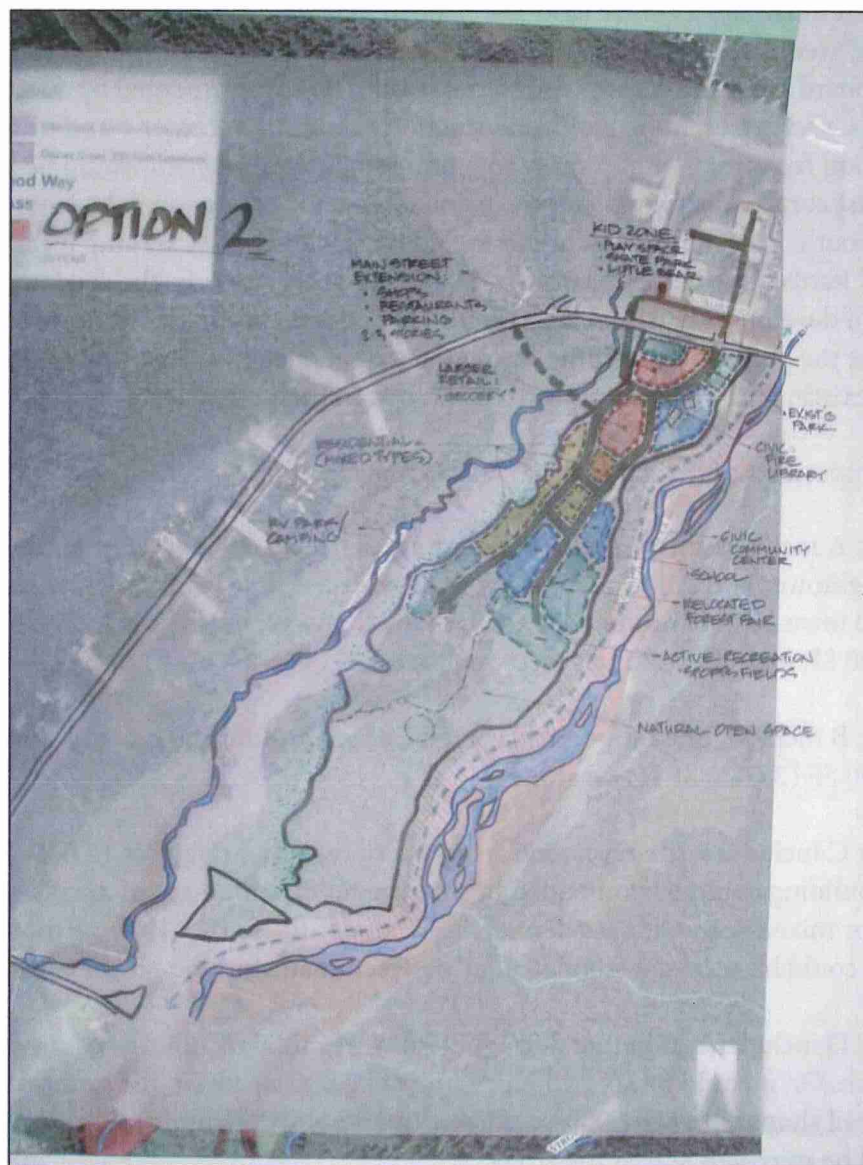 ood Way
OPTION 2
KID ZONE
• PLAY SPACE
• SKATE PARK
• LITTLE BEAR
MAIN STREET
EXTENSION:
• SHOPS
• RESTAURANTS
• PARKING
2-3 STORIES
LARGER
RETAIL:
RESIDENTIAL -
(MIXED TYPES)
RV PARK/
CAMPING
EXIST'G
PARK
CIVIC
FIRE
LIBRARY
CIVIC
COMMUNITY
CENTER
SCHOOL
RELOCATED
FOREST FAIR
ACTIVE RECREATION
SPORTS FIELDS
NATURAL OPEN SPACE